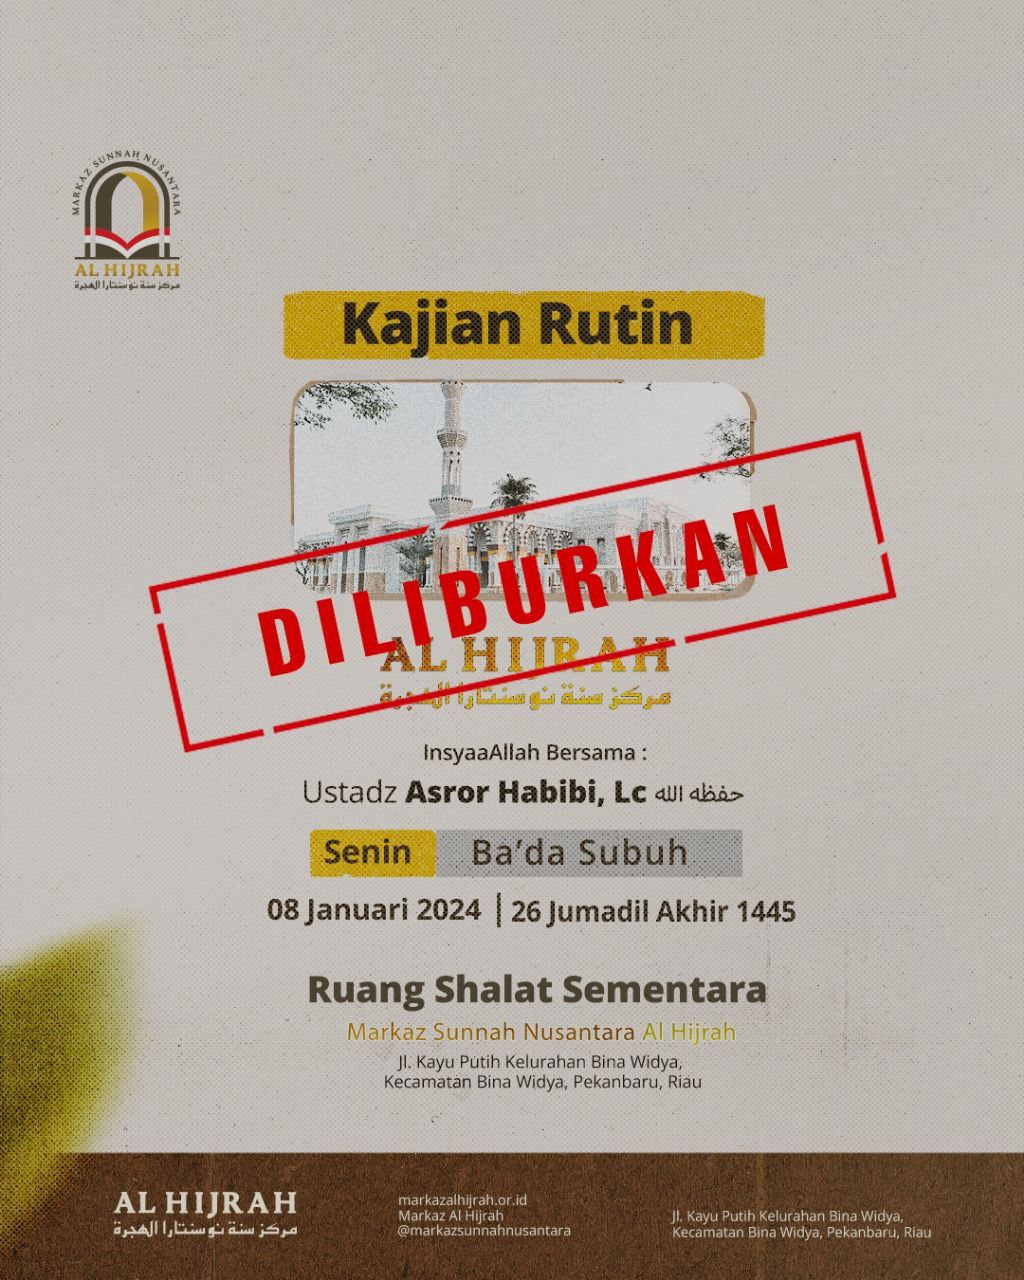 MARKAZ SUNNAH NUSANTARA
AL HIJRAH
مركز سنة نوسنتارا الهجرة
Kajian Rutin
DILIBURKAN
AL HIJRAH
مركز سنة نوسنتارا الهجرة
InsyaaAllah Bersama :
Ustadz Asror Habibi, Lc حفظه الله
Senin Ba’da Subuh
08 Januari 2024 | 26 Jumadil Akhir 1445
Ruang Shalat Sementara
Markaz Sunnah Nusantara Al Hijrah
Jl. Kayu Putih Kelurahan Bina Widya,
Kecamatan Bina Widya, Pekanbaru, Riau
AL HIJRAH
مركز سنة نوسنتارا الهجرة
markazalhijrah.or.id
Markaz Al Hijrah
@markazsunnahnusantara
Jl. Kayu Putih Kelurahan Bina Widya,
Kecamatan Bina Widya, Pekanbaru, Riau